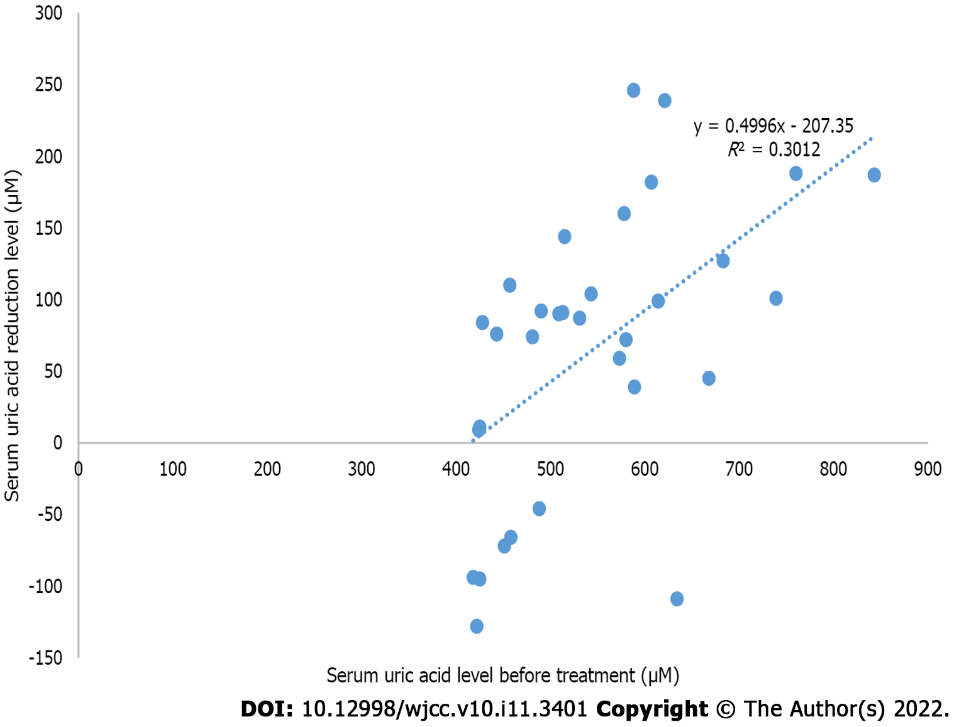 300
250
200
150
100
50
0
-50
-100
-150
Serum uric acid reduction level (µM)
y = 0.4996x - 207.35
R² = 0.3012
0 100 200 300 400 500 600 700 800 900
Serum uric acid level before treatment (µM)
DOI: 10.12998/wjcc.v10.i11.3401 Copyright © The Author(s) 2022.